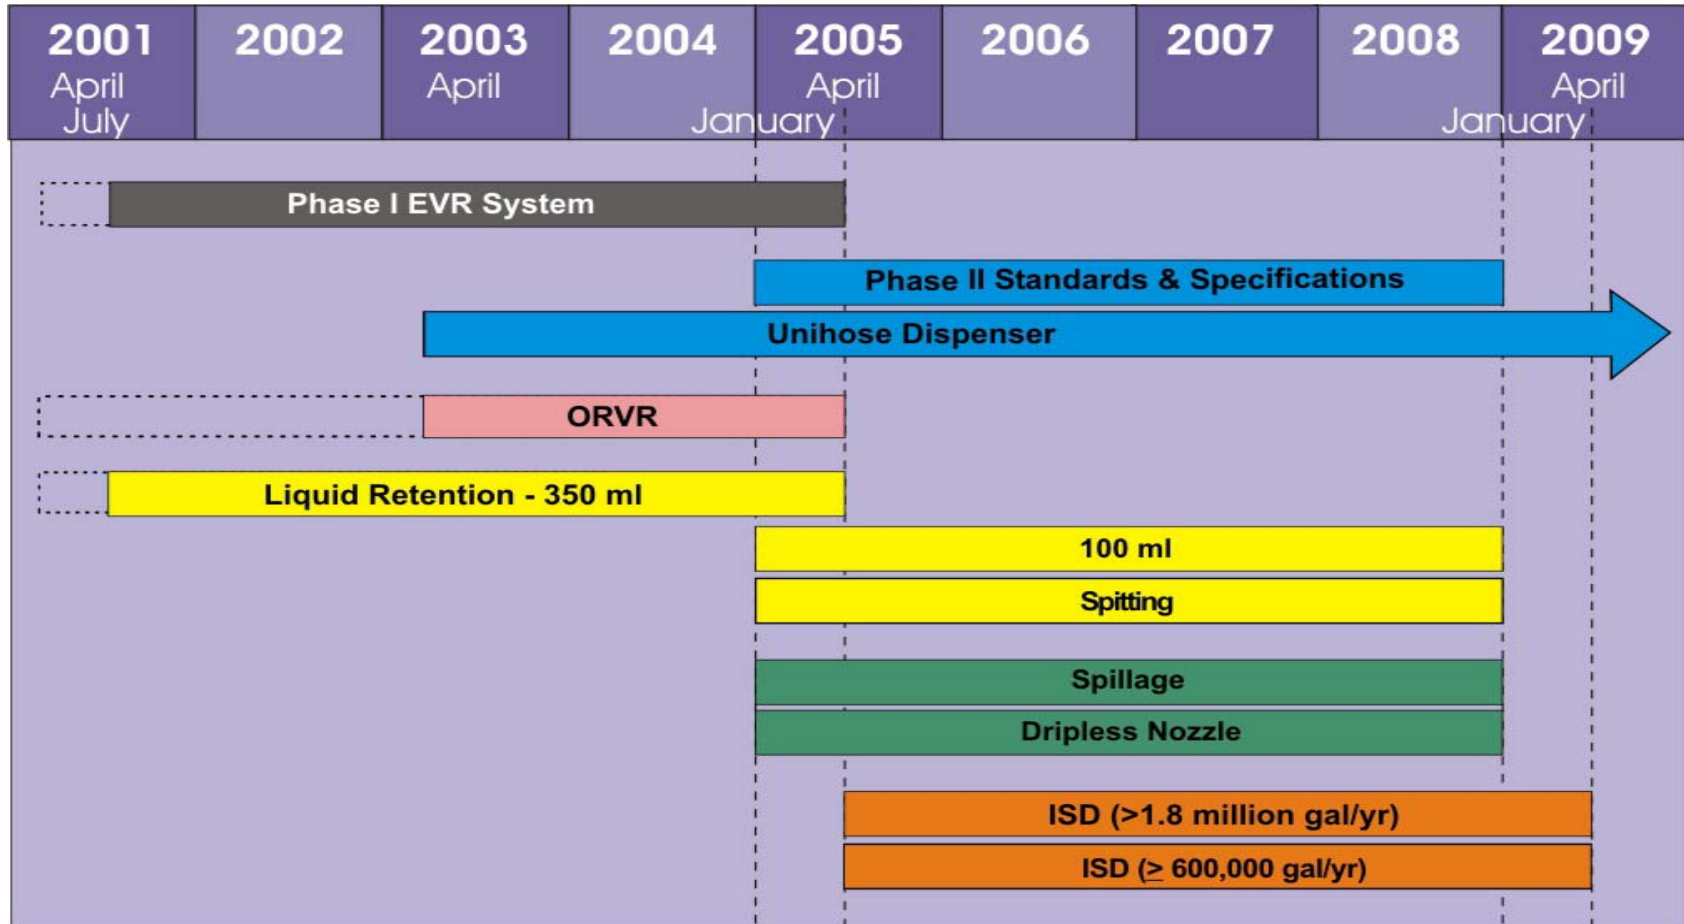 2001 2002 2003 2004 2005 2006 2007 2008 2009
April April April April
July January January
Phase I EVR System
Phase II Standards & Specifications
Unihose Dispenser
ORVR
Liquid Retention - 350 ml
100 ml
Spitting
Spillage
Dripless Nozzle
ISD (>1.8 million gal/yr)
ISD (≥ 600,000 gal/yr)